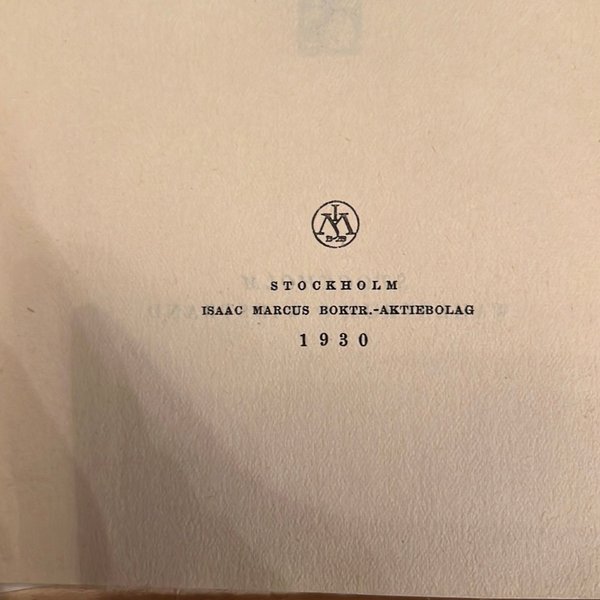 STOCKHOLM
ISAAC MARCUS BOKTR.-AKTIEBOLAG
1930